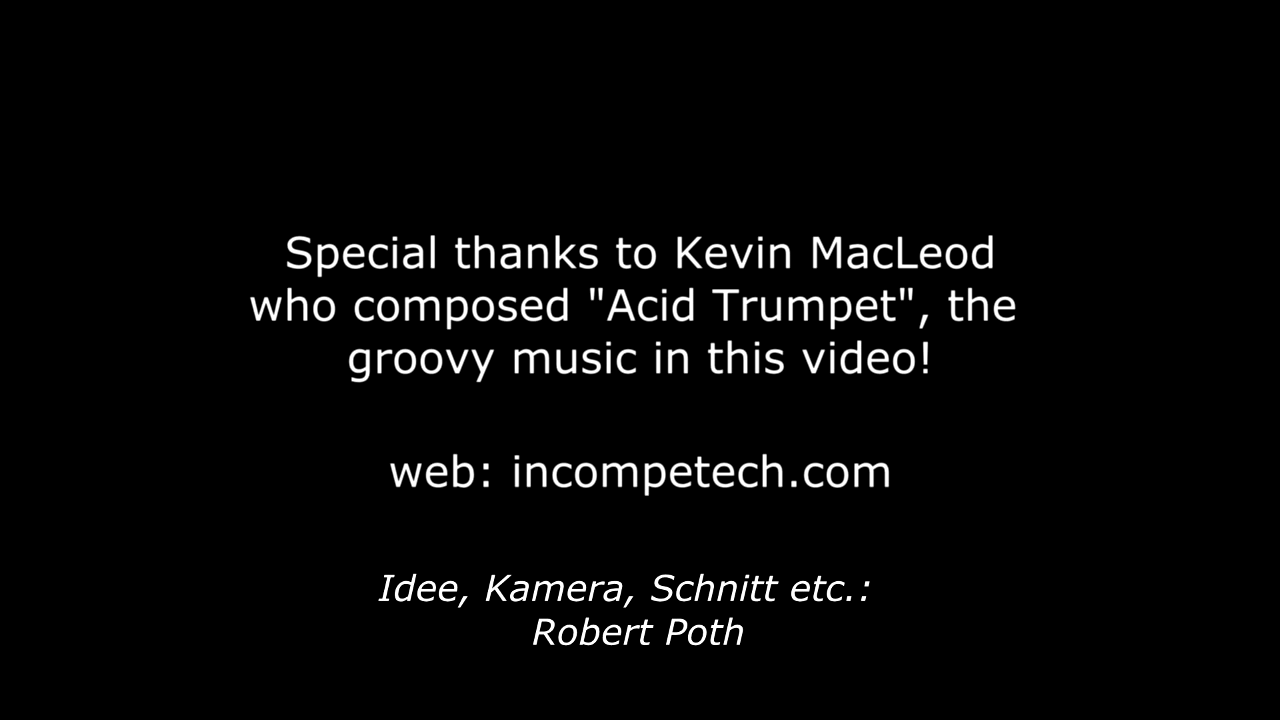 Special thanks to Kevin MacLeod
who composed "Acid Trumpet", the
groovy music in this video!
web: incompetech.com
Idee, Kamera, Schnitt etc.:
Robert Poth